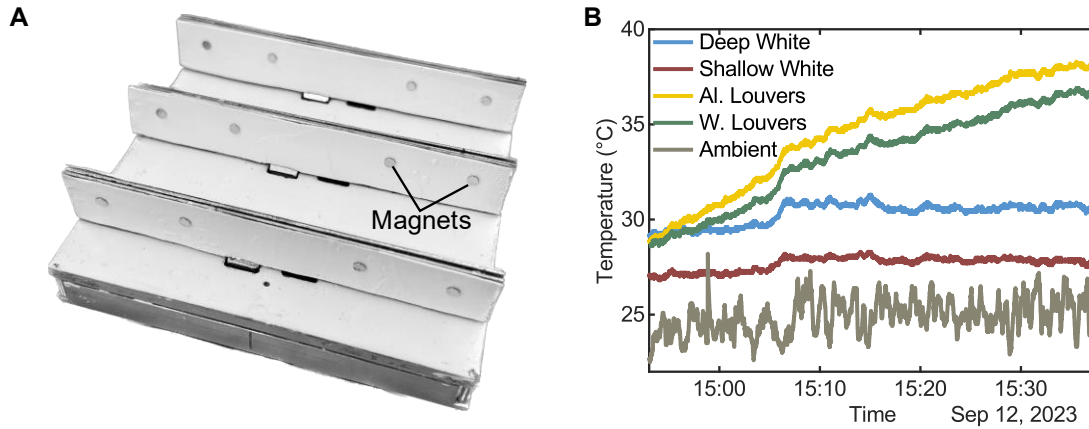 A
Magnets
B
40
35
30
25
Temperature (°C)
Deep White
Shallow White
Al. Louvers
W. Louvers
Ambient
15:00 15:10 15:20 15:30
Time Sep 12, 2023